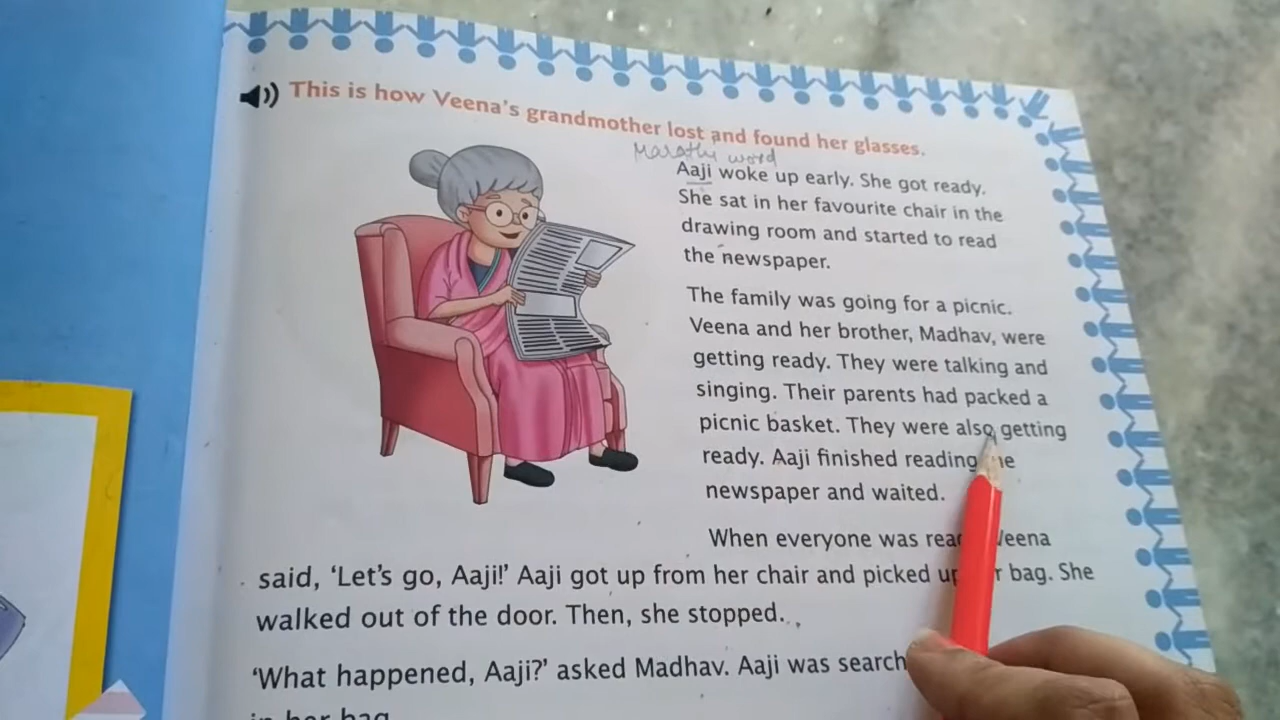 This is how Veena's grandmother lost and found her glasses.
Marathi word
Aaji woke up early. She got ready.
She sat in her favourite chair in the
drawing room and started to read
the newspaper.
The family was going for a picnic.
Veena and her brother, Madhav, were
getting ready. They were talking and
singing. Their parents had packed a
picnic basket. They were also getting
ready. Aaji finished reading
newspaper and waited.
When everyone was Veena
said, ‘Let's go, Aaji!’ Aaji got up from her chair and picked bag. She
walked out of the door. Then, she stopped.
‘What happened, Aaji?’ asked Madhav. Aaji was
in her bag